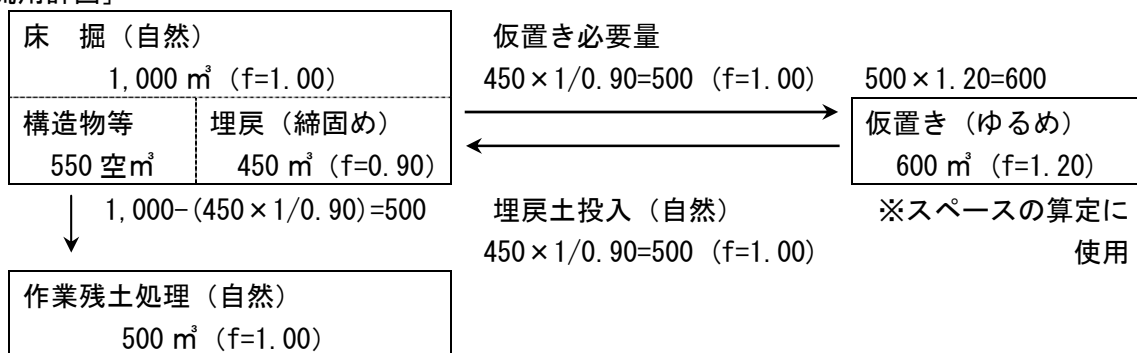 床　掘（自然）
1,000 ㎥（f=1.00）
構造物等
550 空㎥
埋戻（締固め）
450 ㎥（f=0.90）
仮置き必要量
450×1/0.90=500（f=1.00）
500×1.20=600
仮置き（ゆるめ）
600 ㎥（f=1.20）
※スペースの算定に
使用
埋戻土投入（自然）
450×1/0.90=500（f=1.00）
1,000-(450×1/0.90)=500
作業残土処理（自然）
500 ㎥（f=1.00）